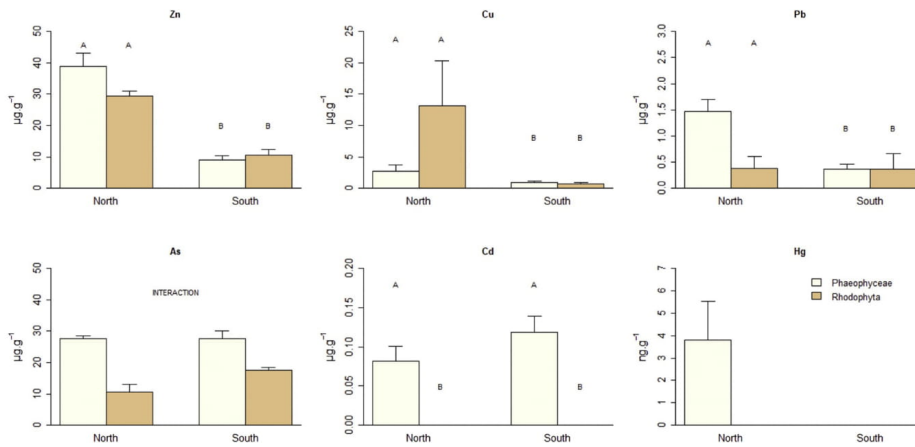 Zn
µg.g⁻¹
50
40
30
20
10
0
A A
B B
North South
Cu
µg.g⁻¹
25
20
15
10
5
0
A A
B B
North South
Pb
µg.g⁻¹
3.0
2.5
2.0
1.5
1.0
0.5
0.0
A A
B B
North South
As
µg.g⁻¹
50
40
30
20
10
0
INTERACTION
North South
Cd
µg.g⁻¹
0.20
0.15
0.10
0.05
0.00
A A
B B
North South
Hg
ng.g⁻¹
7
6
5
4
3
2
1
0
Phaeophyceae
Rhodophyta
North South